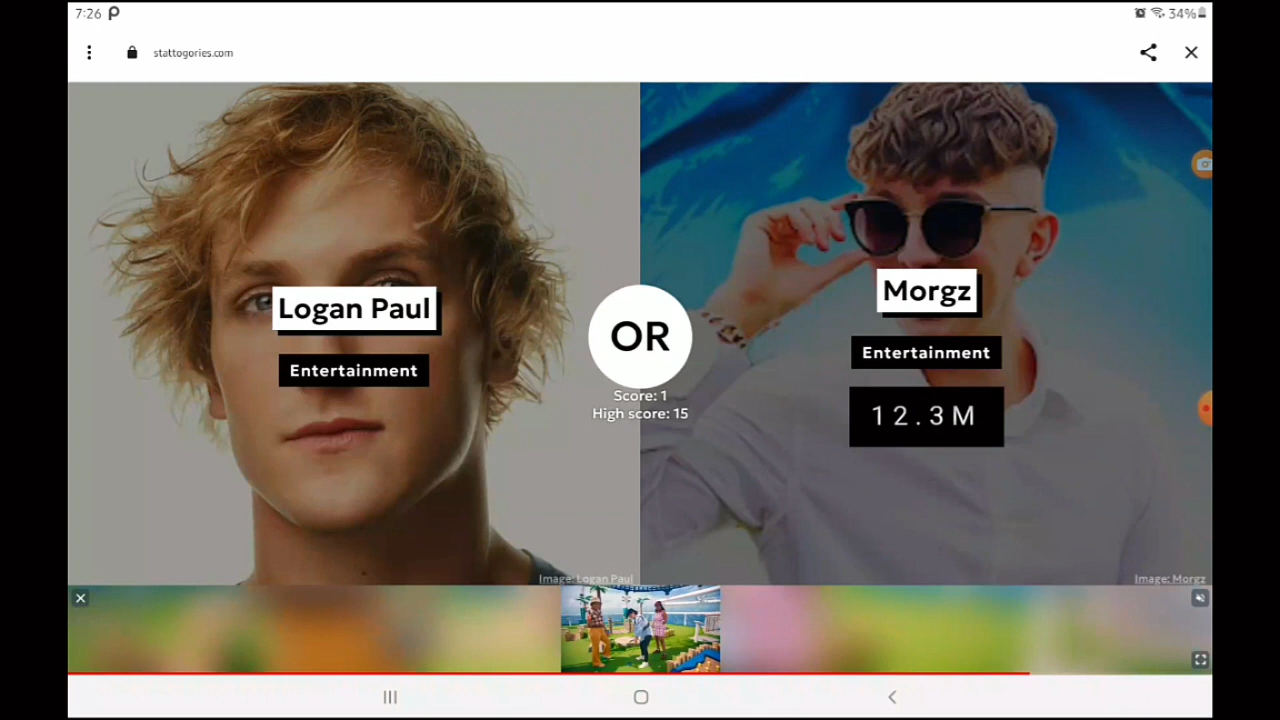 7:26
34%
stattogories.com
Logan Paul
Entertainment
OR
Score: 1
High score: 15
Morgz
Entertainment
12.3M
Image: Logan Paul
Image: Morgz